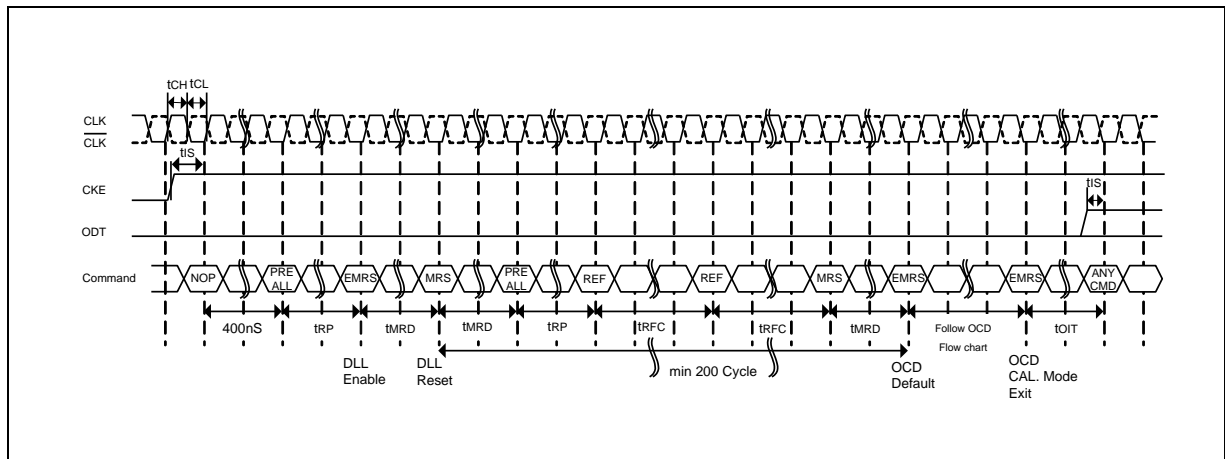 tCH tCL
CLK
CLK
tIS
CKE
tIS
ODT
Command NOP PRE ALL EMRS MRS PRE ALL REF REF MRS EMRS EMRS ANY CMD
400nS tRP tMRD tMRD tRP tRFC tRFC tMRD Follow OCD Flow chart tOIT
DLL Enable
DLL Reset
min 200 Cycle
OCD Default
OCD CAL. Mode Exit